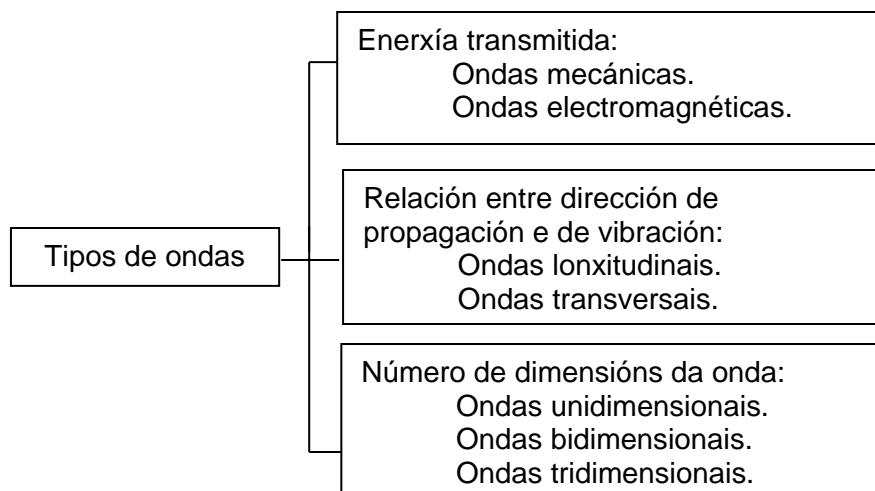 Tipos de ondas
Enerxía transmitida:
Ondas mecánicas.
Ondas electromagnéticas.
Relación entre dirección de
propagación e de vibración:
Ondas lonxitudinais.
Ondas transversais.
Número de dimensións da onda:
Ondas unidimensionais.
Ondas bidimensionais.
Ondas tridimensionais.